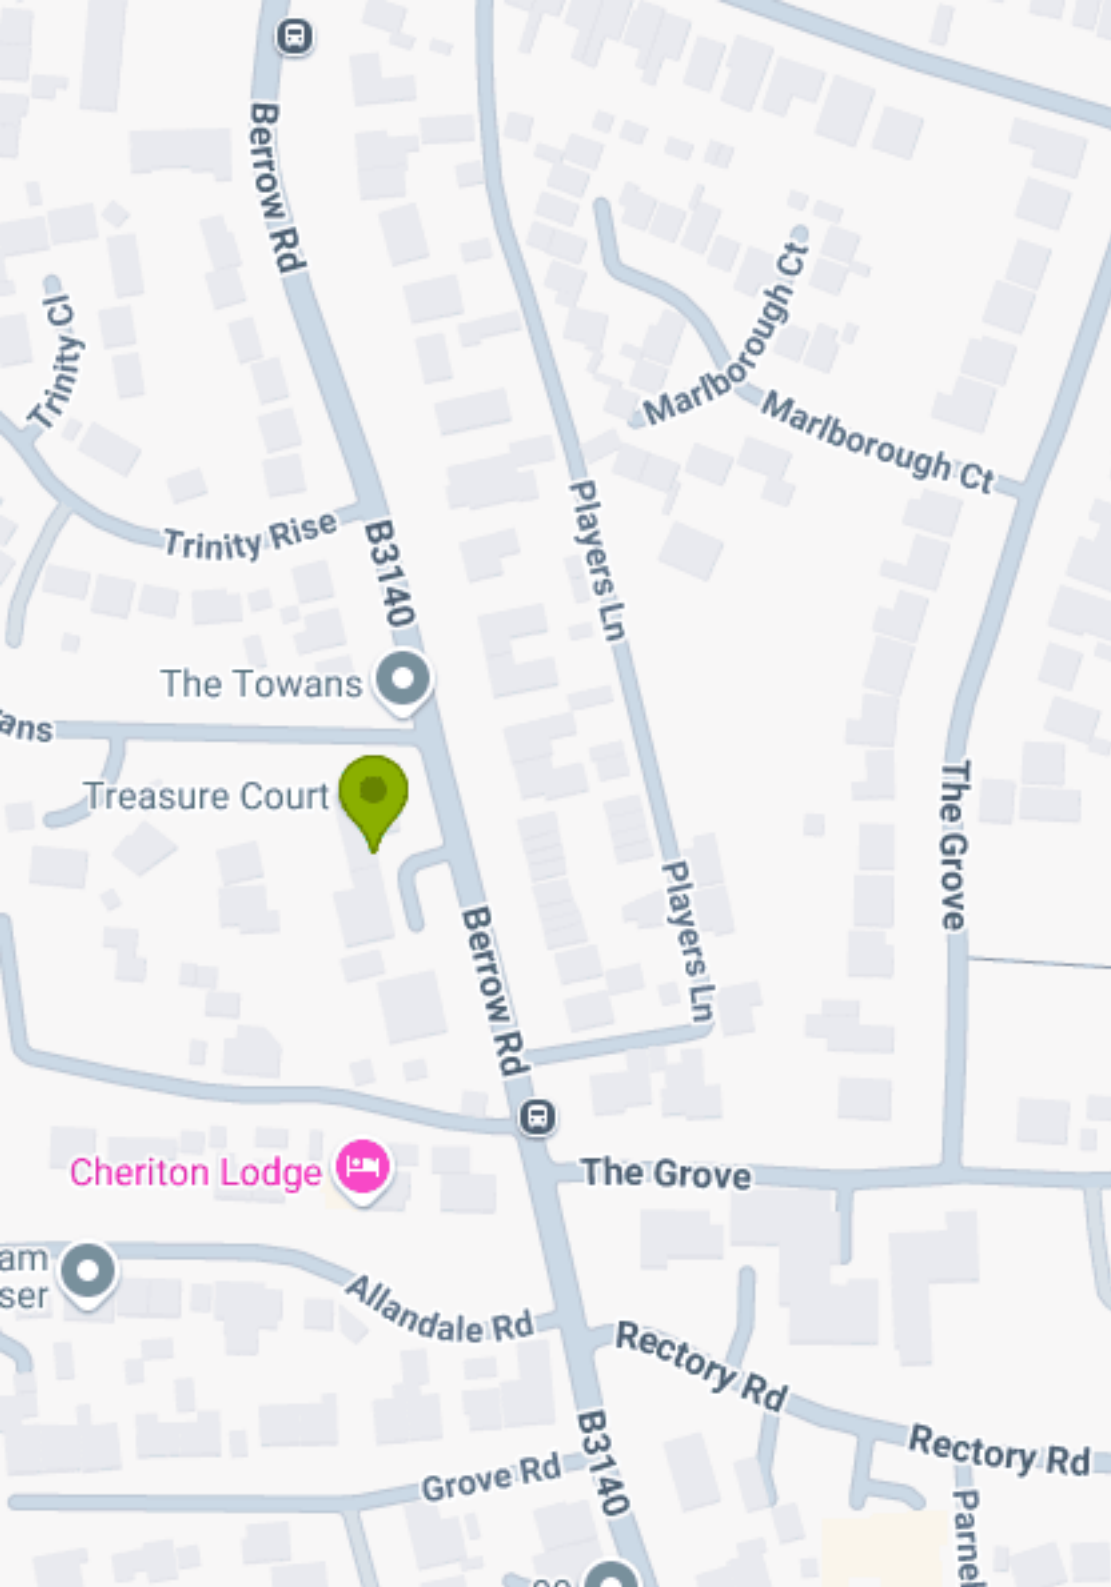 Berrow Rd
Trinity Cl
Marlborough Ct
Marlborough Ct
Trinity Rise
B3140
Players Ln
The Towans
ans
Treasure Court
The Grove
Players Ln
Berrow Rd
Cheriton Lodge
The Grove
am
ser
Allandale Rd
Rectory Rd
Rectory Rd
B3140
Grove Rd
Parnel